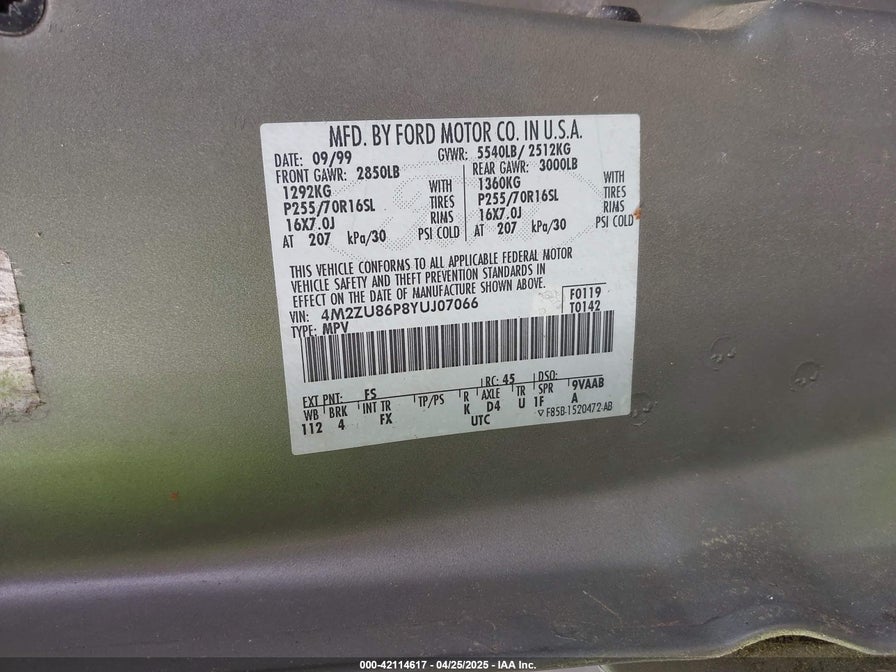 MFD. BY FORD MOTOR CO. IN U.S.A.
DATE: 09/99 GVWR: 5540LB/ 2512KG
FRONT GAWR: 2850LB REAR GAWR: 3000LB
1292KG WITH 1360KG WITH
P255/70R16SL TIRES P255/70R16SL TIRES
16X7.0J RIMS 16X7.0J RIMS
AT 207 kPa/30 PSI COLD AT 207 kPa/30 PSI COLD
THIS VEHICLE CONFORMS TO ALL APPLICABLE FEDERAL MOTOR
VEHICLE SAFETY AND THEFT PREVENTION STANDARDS IN
EFFECT ON THE DATE OF MANUFACTURE SHOWN ABOVE.
VIN: 4M2ZU86P8YUJ07066 F0119
TYPE: MPV T0142
EXT PNT: FS RC: 45 DSO:
WB BRK INT TR TP/PS R AXLE TR SPR 9VAAB
112 4 FX K D4 U 1F A
UTC ▽ F85B-1520472-AB
000-42114617 - 04/25/2025 - IAA Inc.